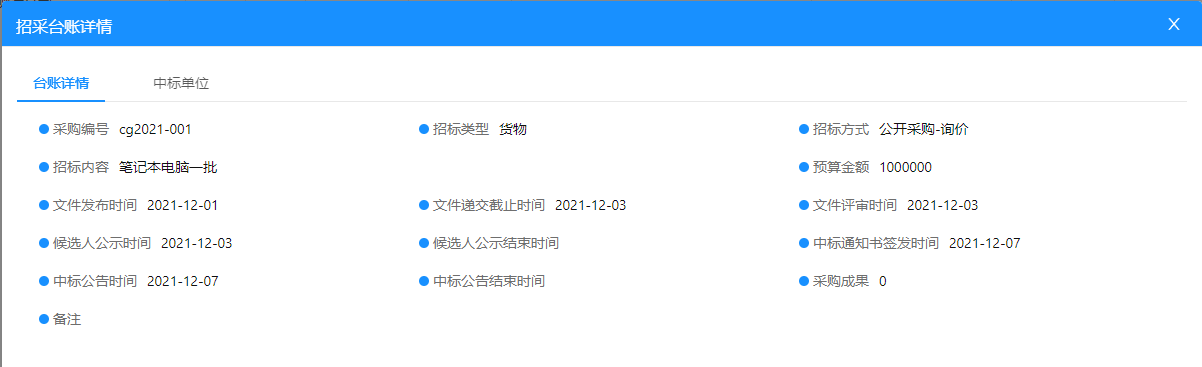 招采台账详情
台账详情 中标单位
采购编号 cg2021-001 招标类型 货物 招标方式 公开采购-询价
招标内容 笔记本电脑一批 预算金额 1000000
文件发布时间 2021-12-01 文件递交截止时间 2021-12-03 文件评审时间 2021-12-03
候选人公示时间 2021-12-03 候选人公示结束时间 中标通知书签发时间 2021-12-07
中标公告时间 2021-12-07 中标公告结束时间 采购成果 0
备注